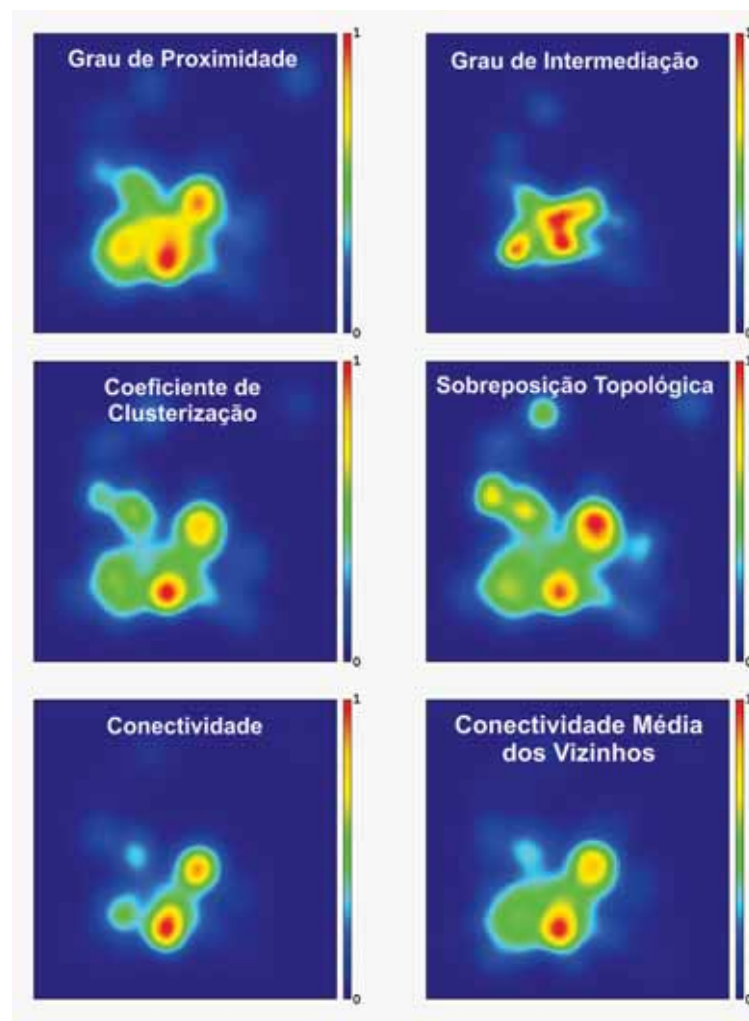 Grau de Proximidade
1
0
Grau de Intermediação
1
0
Coeficiente de
Clusterização
1
0
Sobreposição Topológica
1
0
Conectividade
1
0
Conectividade Média
dos Vizinhos
1
0